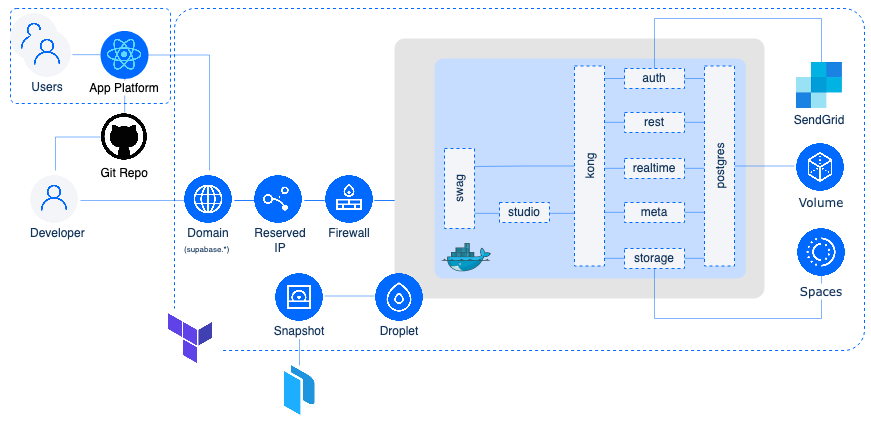 Users
App Platform
Git Repo
Developer
Domain
(supabase.*)
Reserved
IP
Firewall
Snapshot
Droplet
swag
studio
kong
auth
rest
realtime
meta
storage
postgres
SendGrid
Volume
Spaces